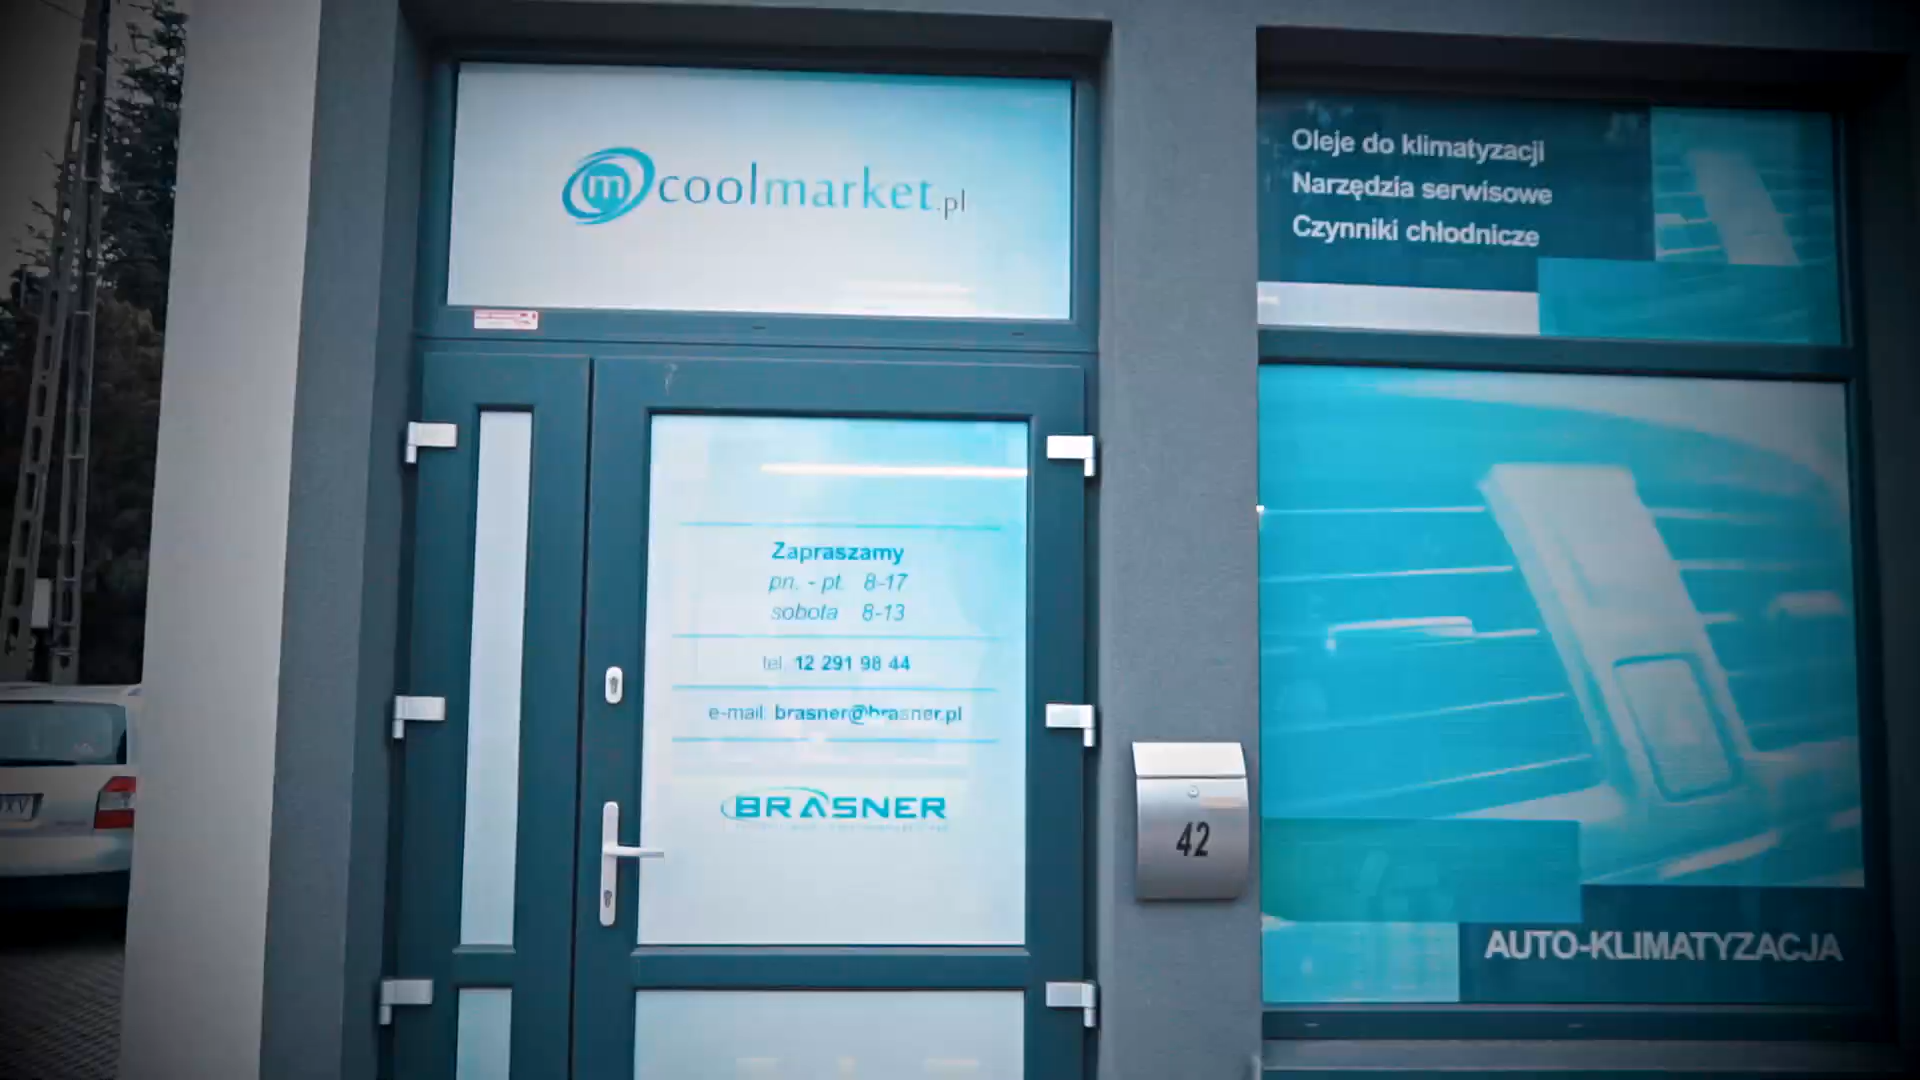 m coolmarket.pl
Oleje do klimatyzacji
Narzędzia serwisowe
Czynniki chłodnicze
Zapraszamy
pn. - pt. 8-17
sobota 8-13
tel. 12 291 98 44
e-mail: brasner@brasner.pl
BRASNER
42
AUTO-KLIMATYZACJA